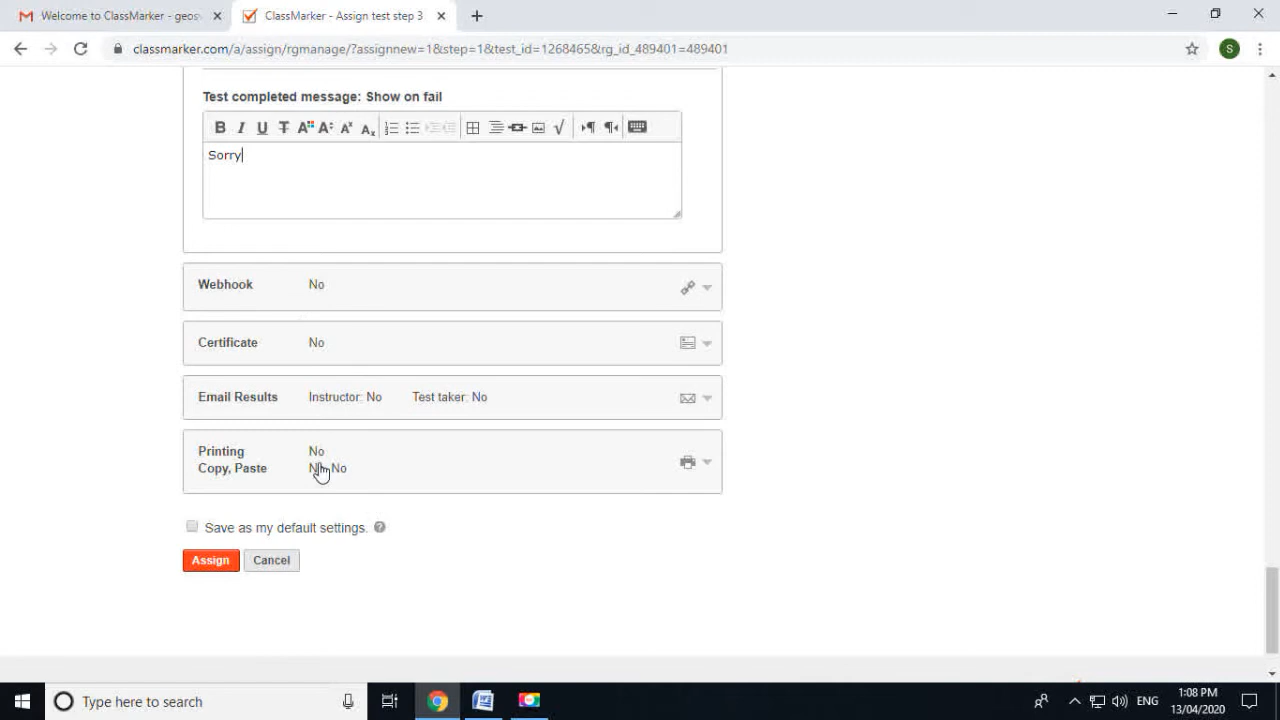 Welcome to ClassMarker - geos
ClassMarker - Assign test step 3
classmarker.com/a/assign/rgmanage/?assignnew=1&step=1&test_id=1268465&rg_id_489401=489401
S
Test completed message: Show on fail
Sorry
Webhook No
Certificate No
Email Results Instructor: No Test taker: No
Printing No
Copy, Paste No
Save as my default settings.
Assign Cancel
Type here to search
ENG
1:08 PM
13/04/2020